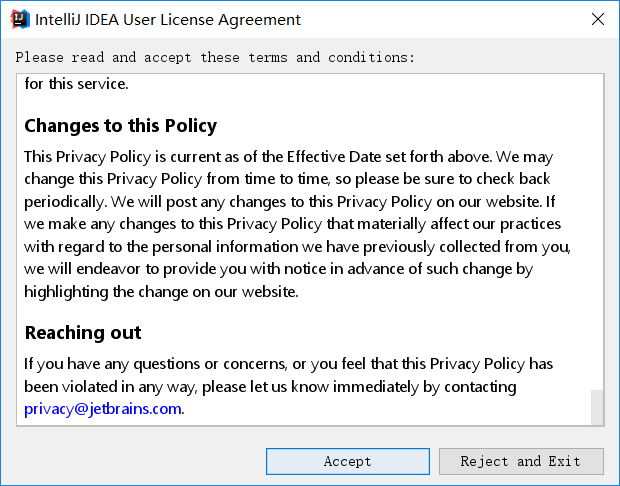 IntelliJ IDEA User License Agreement
Please read and accept these terms and conditions:
for this service.
Changes to this Policy
This Privacy Policy is current as of the Effective Date set forth above. We may
change this Privacy Policy from time to time, so please be sure to check back
periodically. We will post any changes to this Privacy Policy on our website. If
we make any changes to this Privacy Policy that materially affect our practices
with regard to the personal information we have previously collected from you,
we will endeavor to provide you with notice in advance of such change by
highlighting the change on our website.
Reaching out
If you have any questions or concerns, or you feel that this Privacy Policy has
been violated in any way, please let us know immediately by contacting
privacy@jetbrains.com.
Accept
Reject and Exit